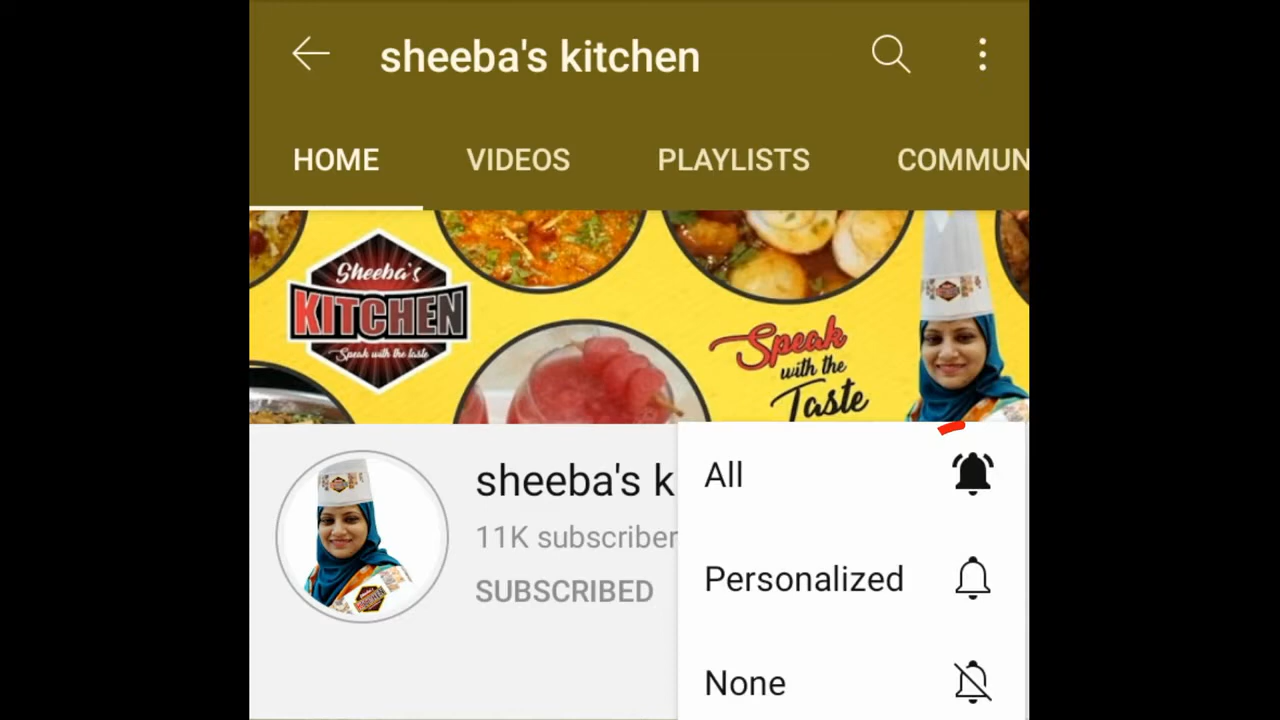 sheeba's kitchen
HOME VIDEOS PLAYLISTS COMMUN
Sheeba's
KITCHEN
Speak with the taste
Speak
with the
Taste
sheeba's k
11K subscriber
SUBSCRIBED
All
Personalized
None